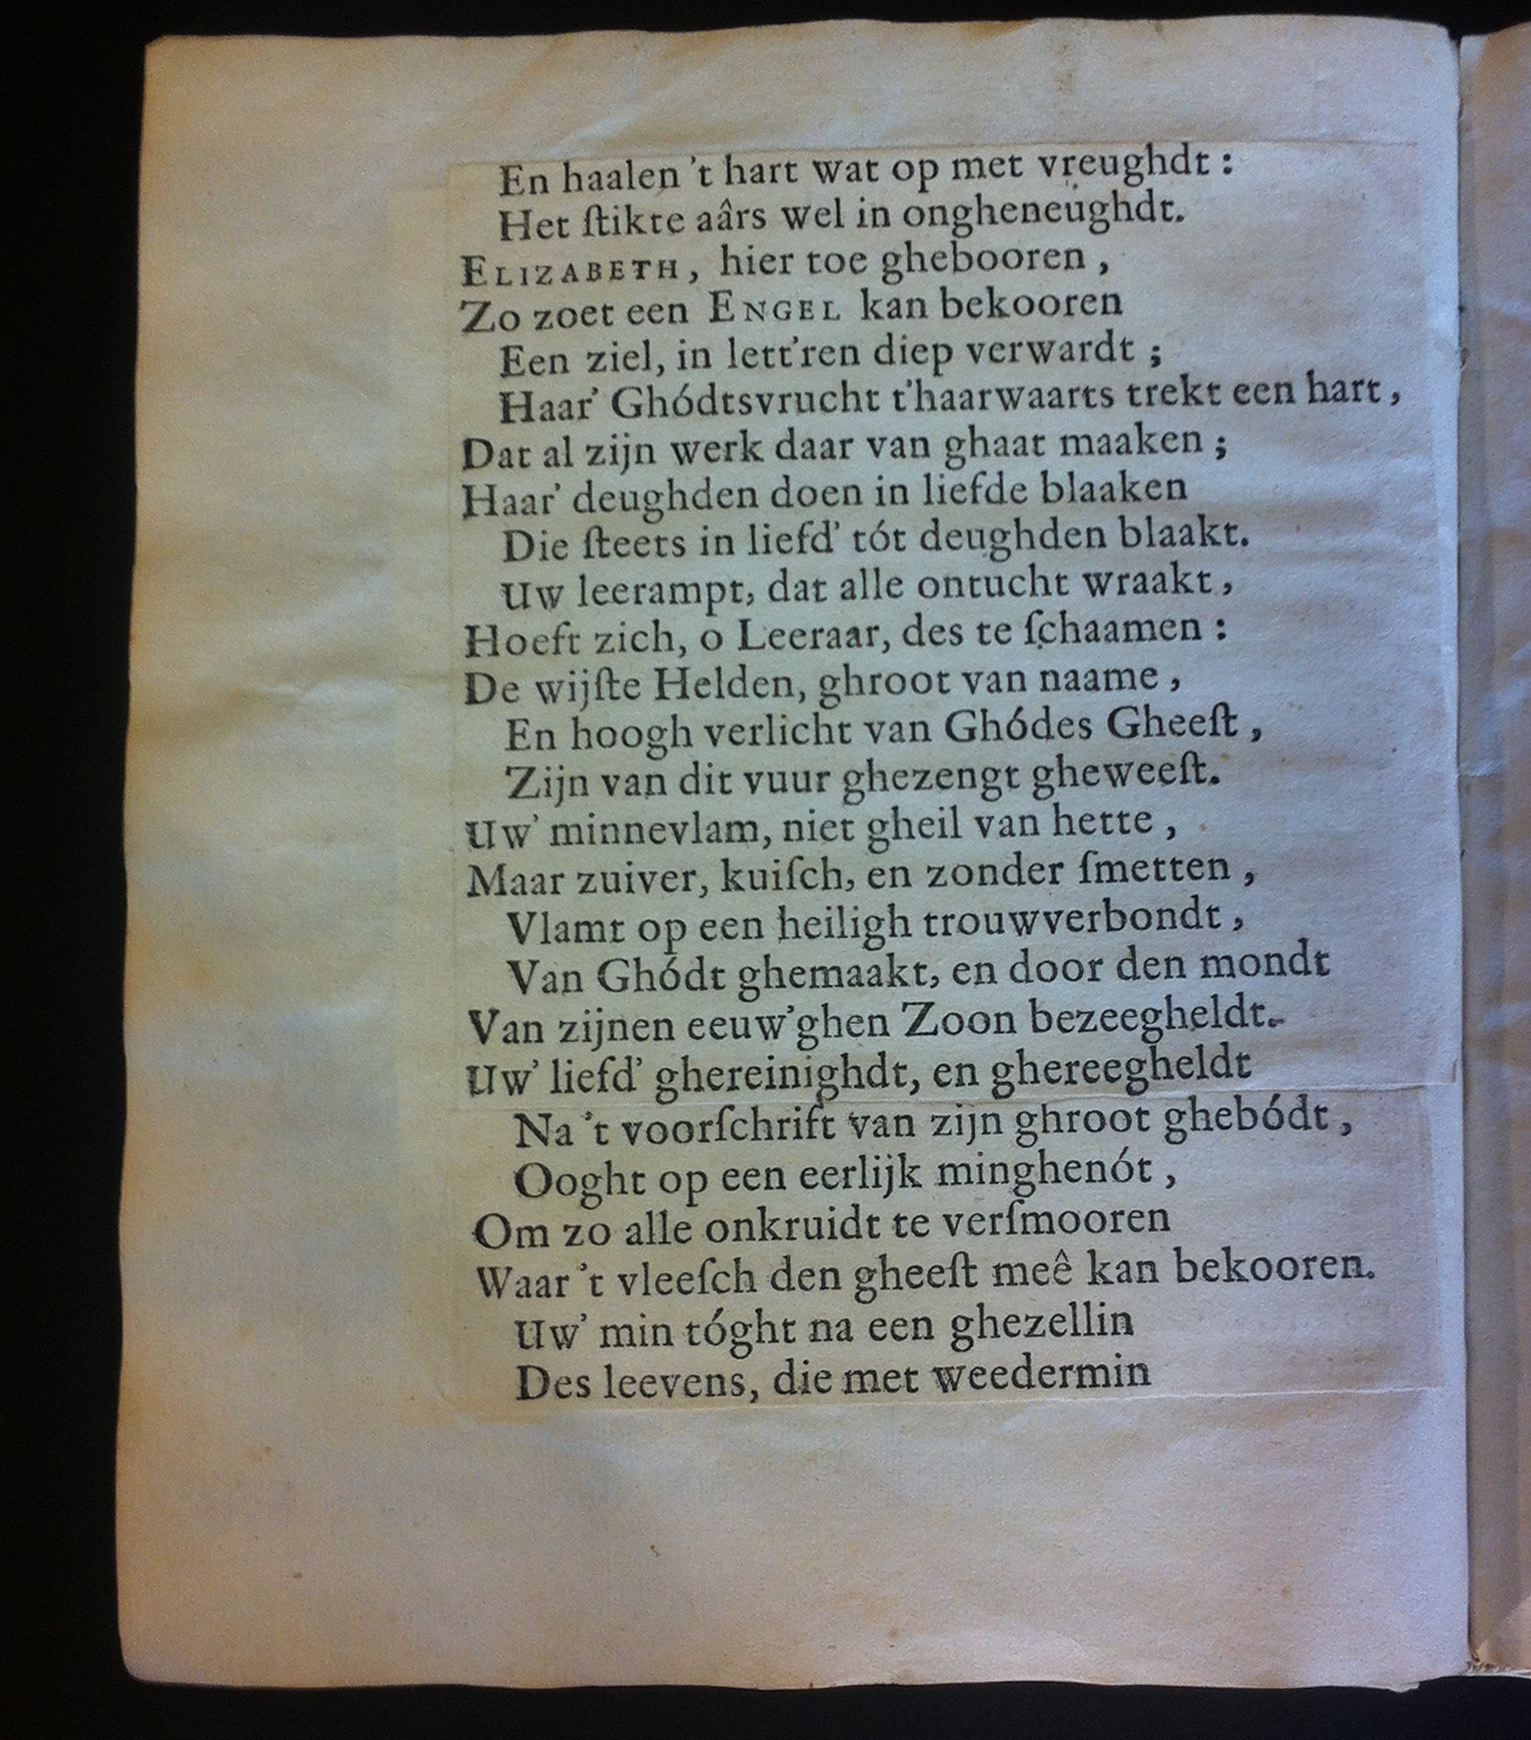 En haalen 't hart wat op met vreughdt :
Het ſtikte aârs wel in ongheneughdt.
ELIZABETH, hier toe ghebooren,
Zo zoet een ENGEL kan bekooren
Een ziel, in lett'ren diep verwardt ;
Haar' Ghódtsvrucht t'haarwaarts trekt een hart,
Dat al zijn werk daar van ghaat maaken ;
Haar' deughden doen in liefde blaaken
Die ſteets in liefd' tót deughden blaakt.
Uw leerampt, dat alle ontucht wraakt,
Hoeft zich, o Leeraar, des te ſchaamen :
De wijſte Helden, ghroot van naame,
En hoogh verlicht van Ghódes Gheeſt,
Zijn van dit vuur ghezengt gheweeſt.
Uw' minnevlam, niet gheil van hette,
Maar zuiver, kuiſch, en zonder ſmetten,
Vlamt op een heiligh trouwverbondt,
Van Ghódt ghemaakt, en door den mondt
Van zijnen eeuw'ghen Zoon bezeegheldt.
Uw' liefd' ghereinighdt, en ghereegheldt
Na 't voorſchrift van zijn ghroot ghebódt,
Ooght op een eerlijk minghenót,
Om zo alle onkruidt te verſmooren
Waar 't vleeſch den gheeſt meê kan bekooren.
Uw' min tóght na een ghezellin
Des leevens, die met weedermin